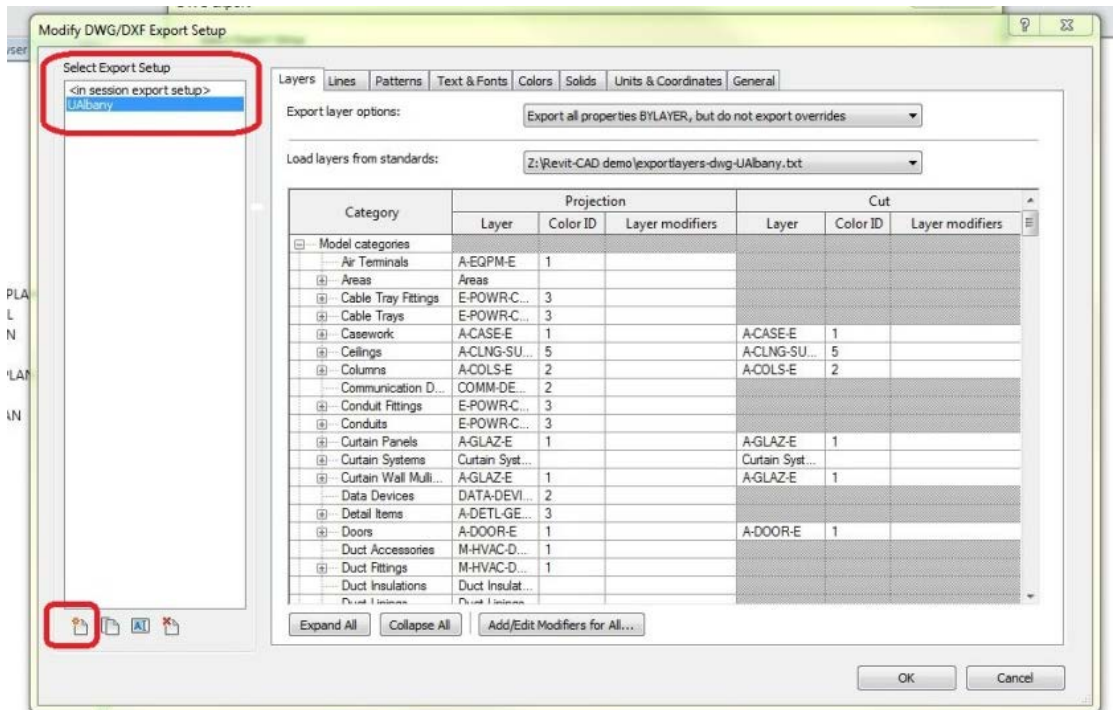 Modify DWG/DXF Export Setup
Select Export Setup
<in session export setup>
UAlbany
Layers Lines Patterns Text & Fonts Colors Solids Units & Coordinates General
Export layer options: Export all properties BYLAYER, but do not export overrides
Load layers from standards: Z:\Revit-CAD demo\exportlayers-dwg-UAlbany.txt
Category Projection Cut
Layer Color ID Layer modifiers Layer Color ID Layer modifiers
Model categories
Air Terminals A-EQPM-E 1
Areas Areas
Cable Tray Fittings E-POWR-C... 3
Cable Trays E-POWR-C... 3
Casework A-CASE-E 1 A-CASE-E 1
Ceilings A-CLNG-SU... 5 A-CLNG-SU... 5
Columns A-COLS-E 2 A-COLS-E 2
Communication D... COMM-DE... 2
Conduit Fittings E-POWR-C... 3
Conduits E-POWR-C... 3
Curtain Panels A-GLAZ-E 1 A-GLAZ-E 1
Curtain Systems Curtain Syst... Curtain Syst...
Curtain Wall Mulli... A-GLAZ-E 1 A-GLAZ-E 1
Data Devices DATA-DEVI... 2
Detail Items A-DETL-GE... 3
Doors A-DOOR-E 1 A-DOOR-E 1
Duct Accessories M-HVAC-D... 1
Duct Fittings M-HVAC-D... 1
Duct Insulations Duct Insulat...
Duct Linings Duct Linings
Expand All Collapse All Add/Edit Modifiers for All...
OK Cancel